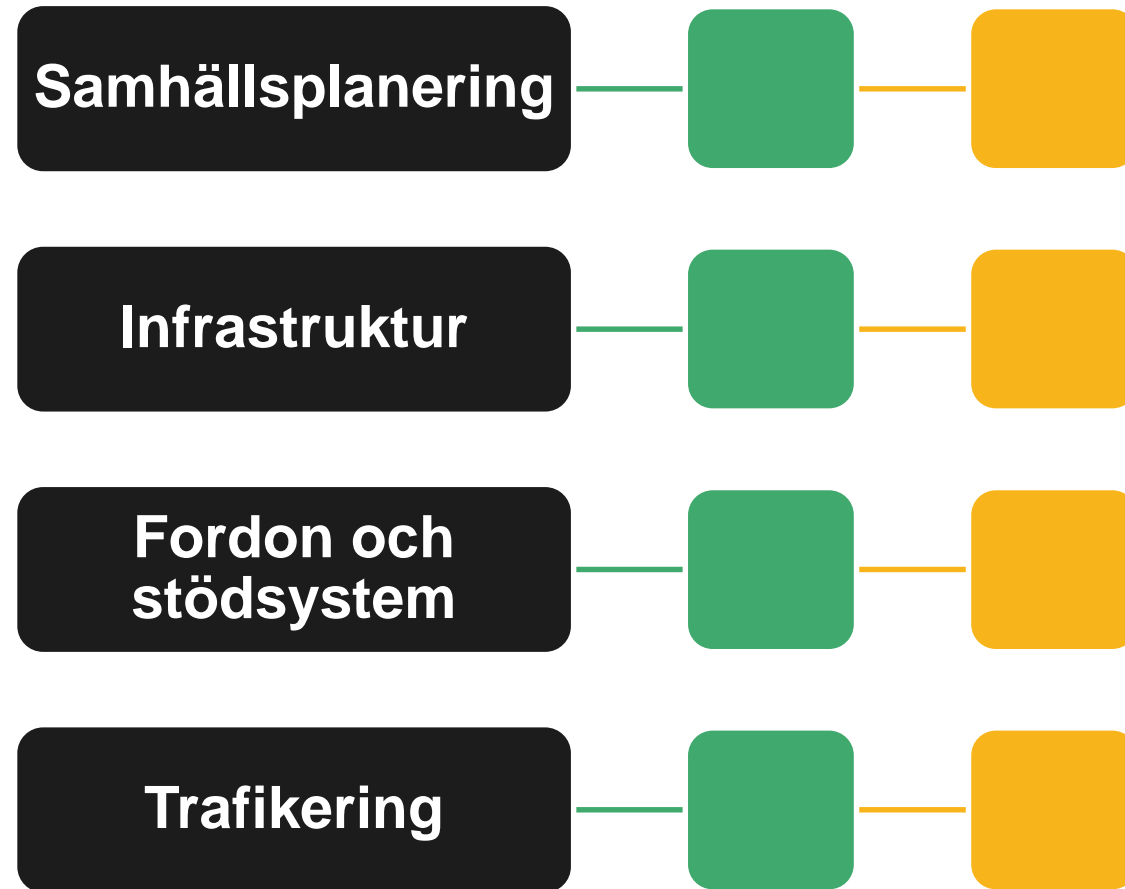 Samhällsplanering
Infrastruktur
Fordon och
stödsystem
Trafikering